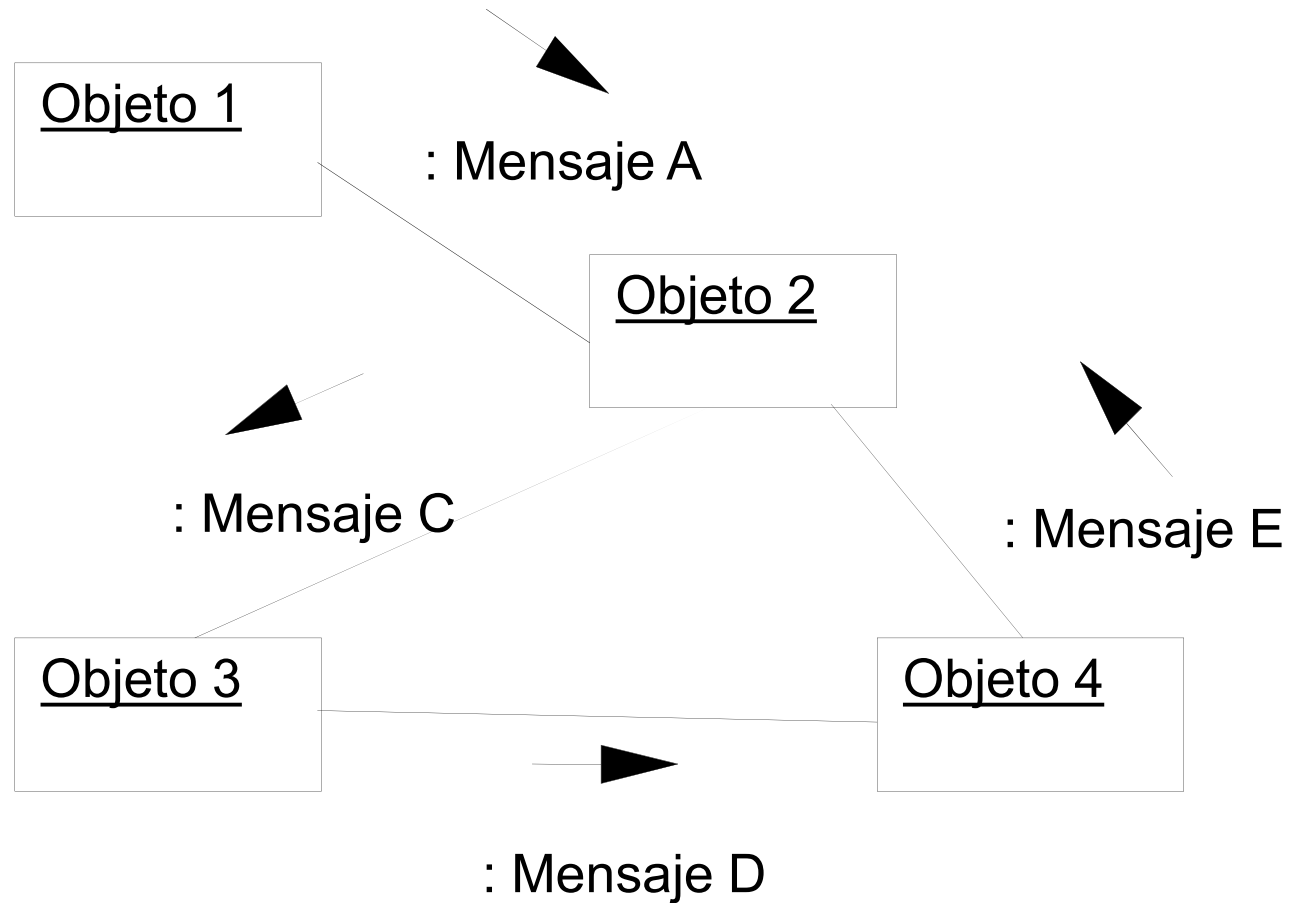 Objeto 1
: Mensaje A
Objeto 2
: Mensaje C
: Mensaje E
Objeto 3
Objeto 4
: Mensaje D